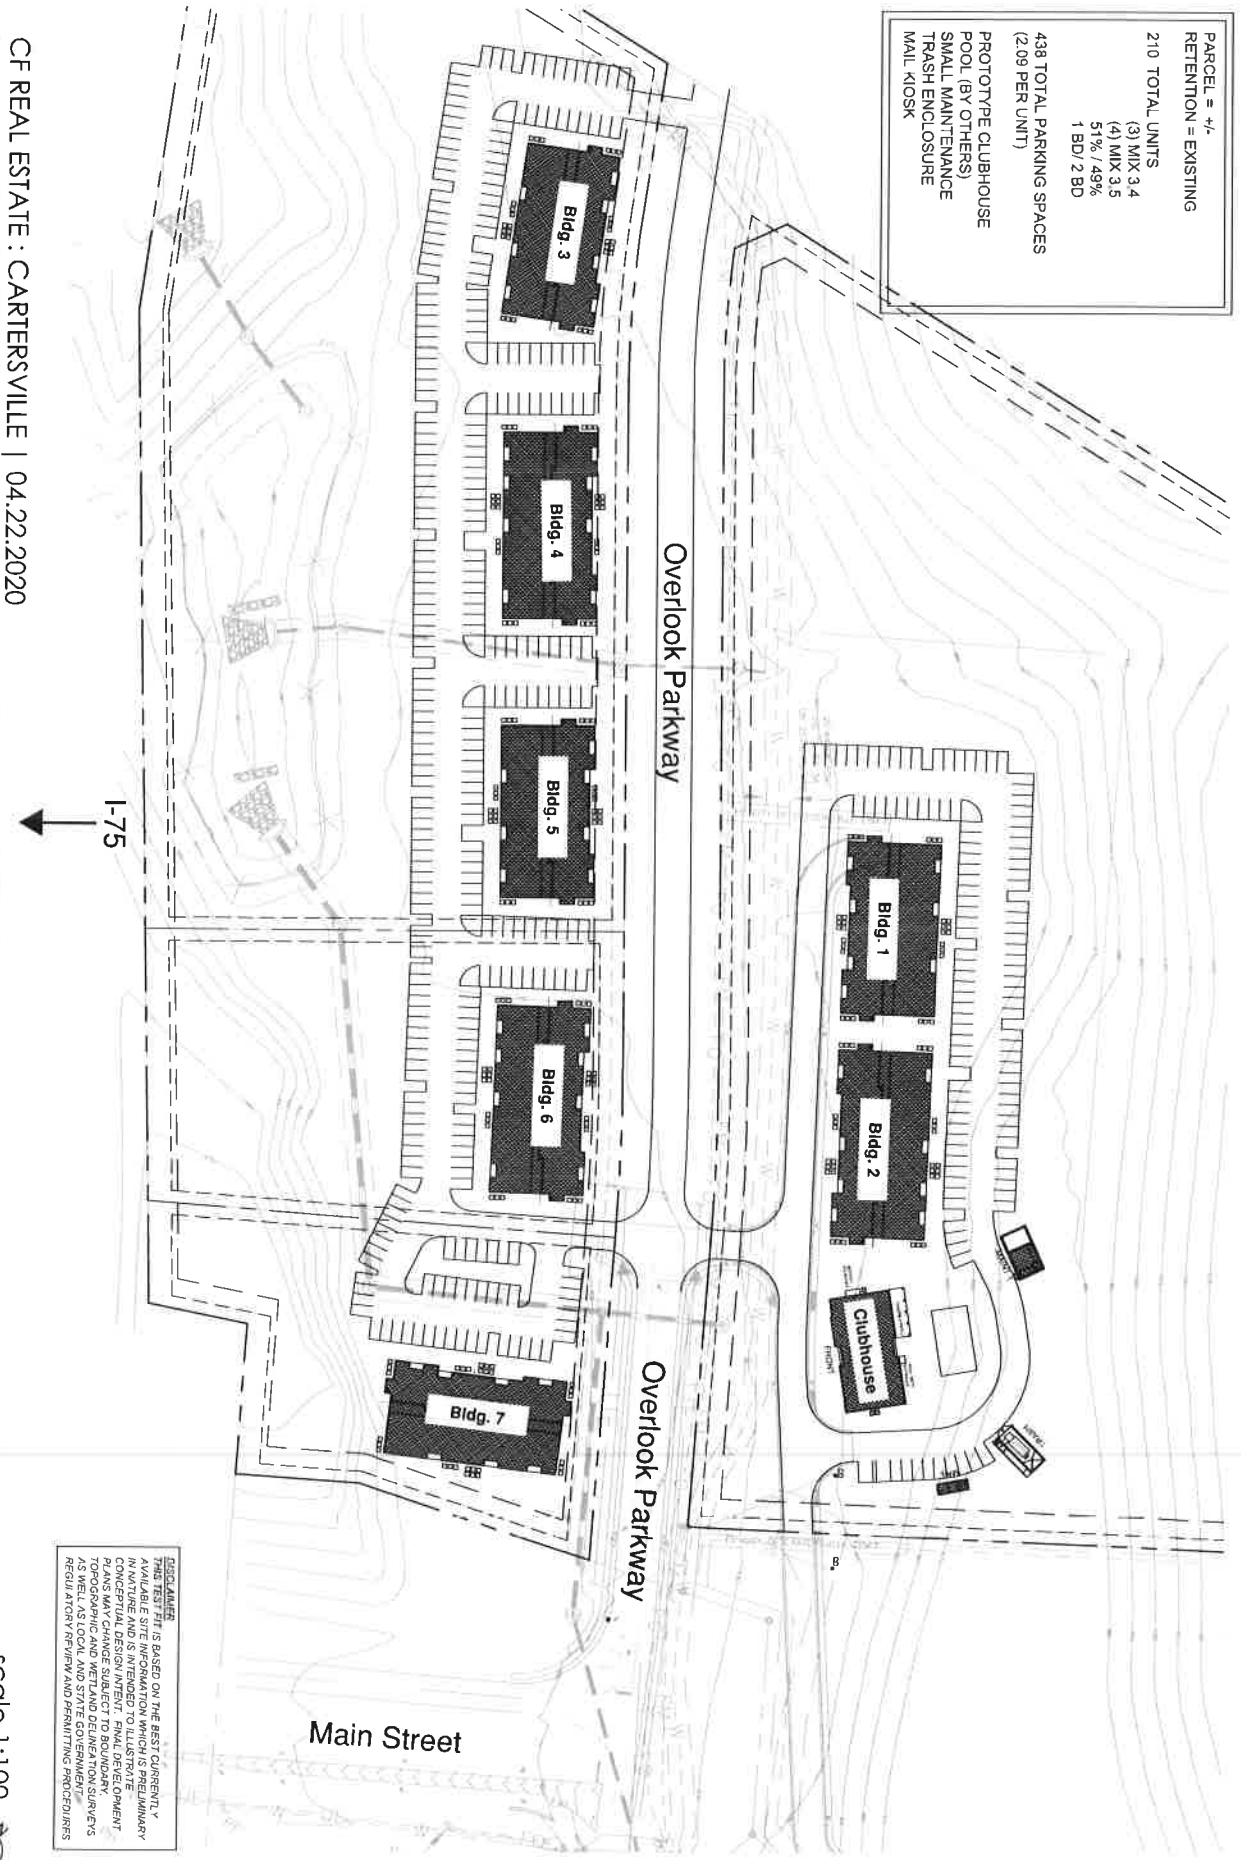 PARCEL = +/-
RETENTION = EXISTING
210 TOTAL UNITS
(3) MIX 3.4
(4) MIX 3.5
51% / 49%
1 BD/ 2 BD
438 TOTAL PARKING SPACES
(2.09 PER UNIT)
PROTOTYPE CLUBHOUSE
POOL (BY OTHERS)
SMALL MAINTENANCE
TRASH ENCLOSURE
MAIL KIOSK
Bldg. 3
Bldg. 4
Bldg. 5
Bldg. 6
Bldg. 7
Bldg. 1
Bldg. 2
Clubhouse
FRONT
TRASH
Overlook Parkway
Overlook Parkway
Main Street
I-75
CF REAL ESTATE : CARTERSVILLE | 04.22.2020
DISCLAIMER
THIS TEST FIT IS BASED ON THE BEST CURRENTLY
AVAILABLE SITE INFORMATION WHICH IS PRELIMINARY
IN NATURE AND IS INTENDED TO ILLUSTRATE
CONCEPTUAL DESIGN INTENT. FINAL DEVELOPMENT
PLANS MAY CHANGE SUBJECT TO BOUNDARY,
TOPOGRAPHIC AND WETLAND DELINEATION SURVEYS
AS WELL AS LOCAL AND STATE GOVERNMENT
REGULATORY REVIEW AND PERMITTING PROCEDURES
scale 1:100